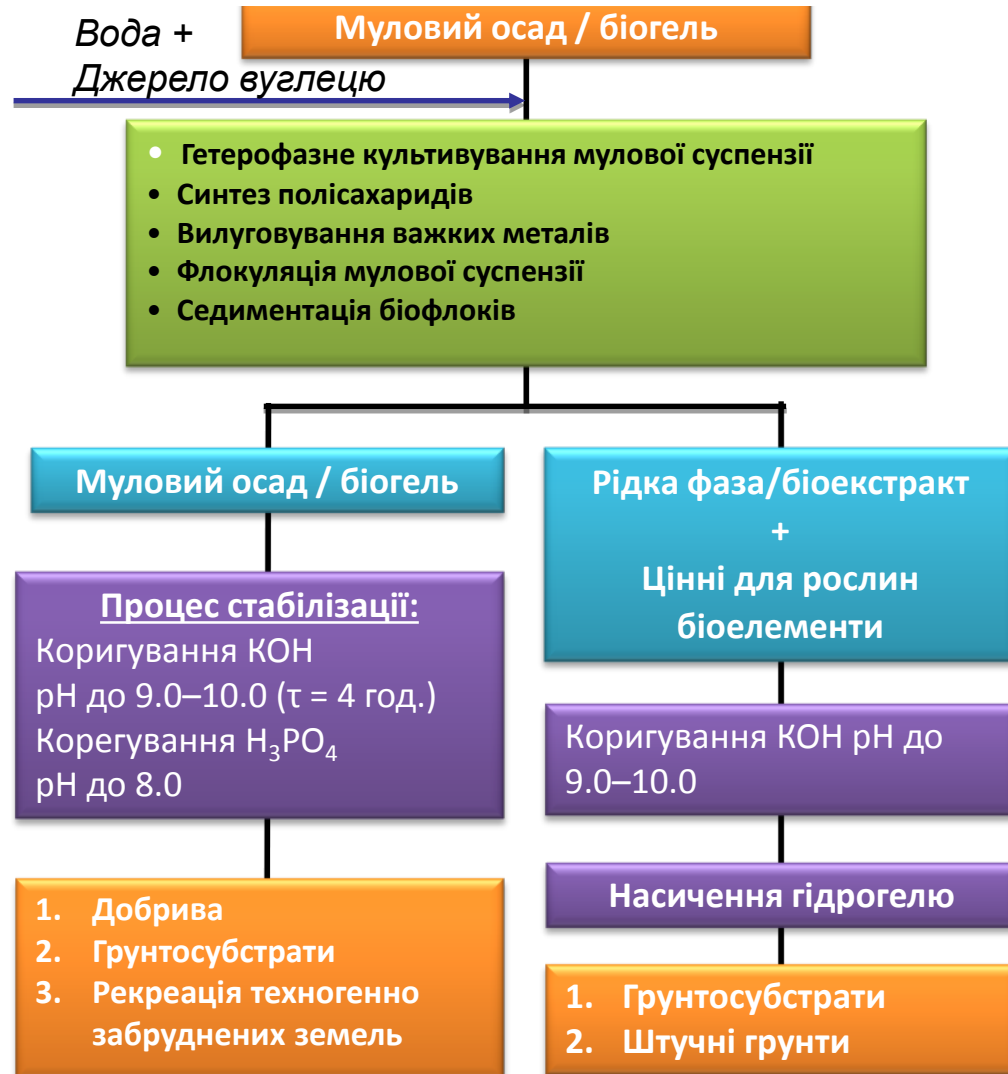 Вода +
Джерело вуглецю
Муловий осад / біогель
• Гетерофазне культивування мулової суспензії
• Синтез полісахаридів
• Вилуговування важких металів
• Флокуляція мулової суспензії
• Седиментація біофлоків
Муловий осад / біогель
Процес стабілізації:
Коригування КОН
рН до 9.0–10.0 (τ = 4 год.)
Корегування H₃PO₄
рН до 8.0
1. Добрива
2. Грунтосубстрати
3. Рекреація техногенно
забруднених земель
Рідка фаза/біоекстракт
+
Цінні для рослин
біоелементи
Коригування КОН рН до
9.0–10.0
Насичення гідрогелю
1. Грунтосубстрати
2. Штучні грунти